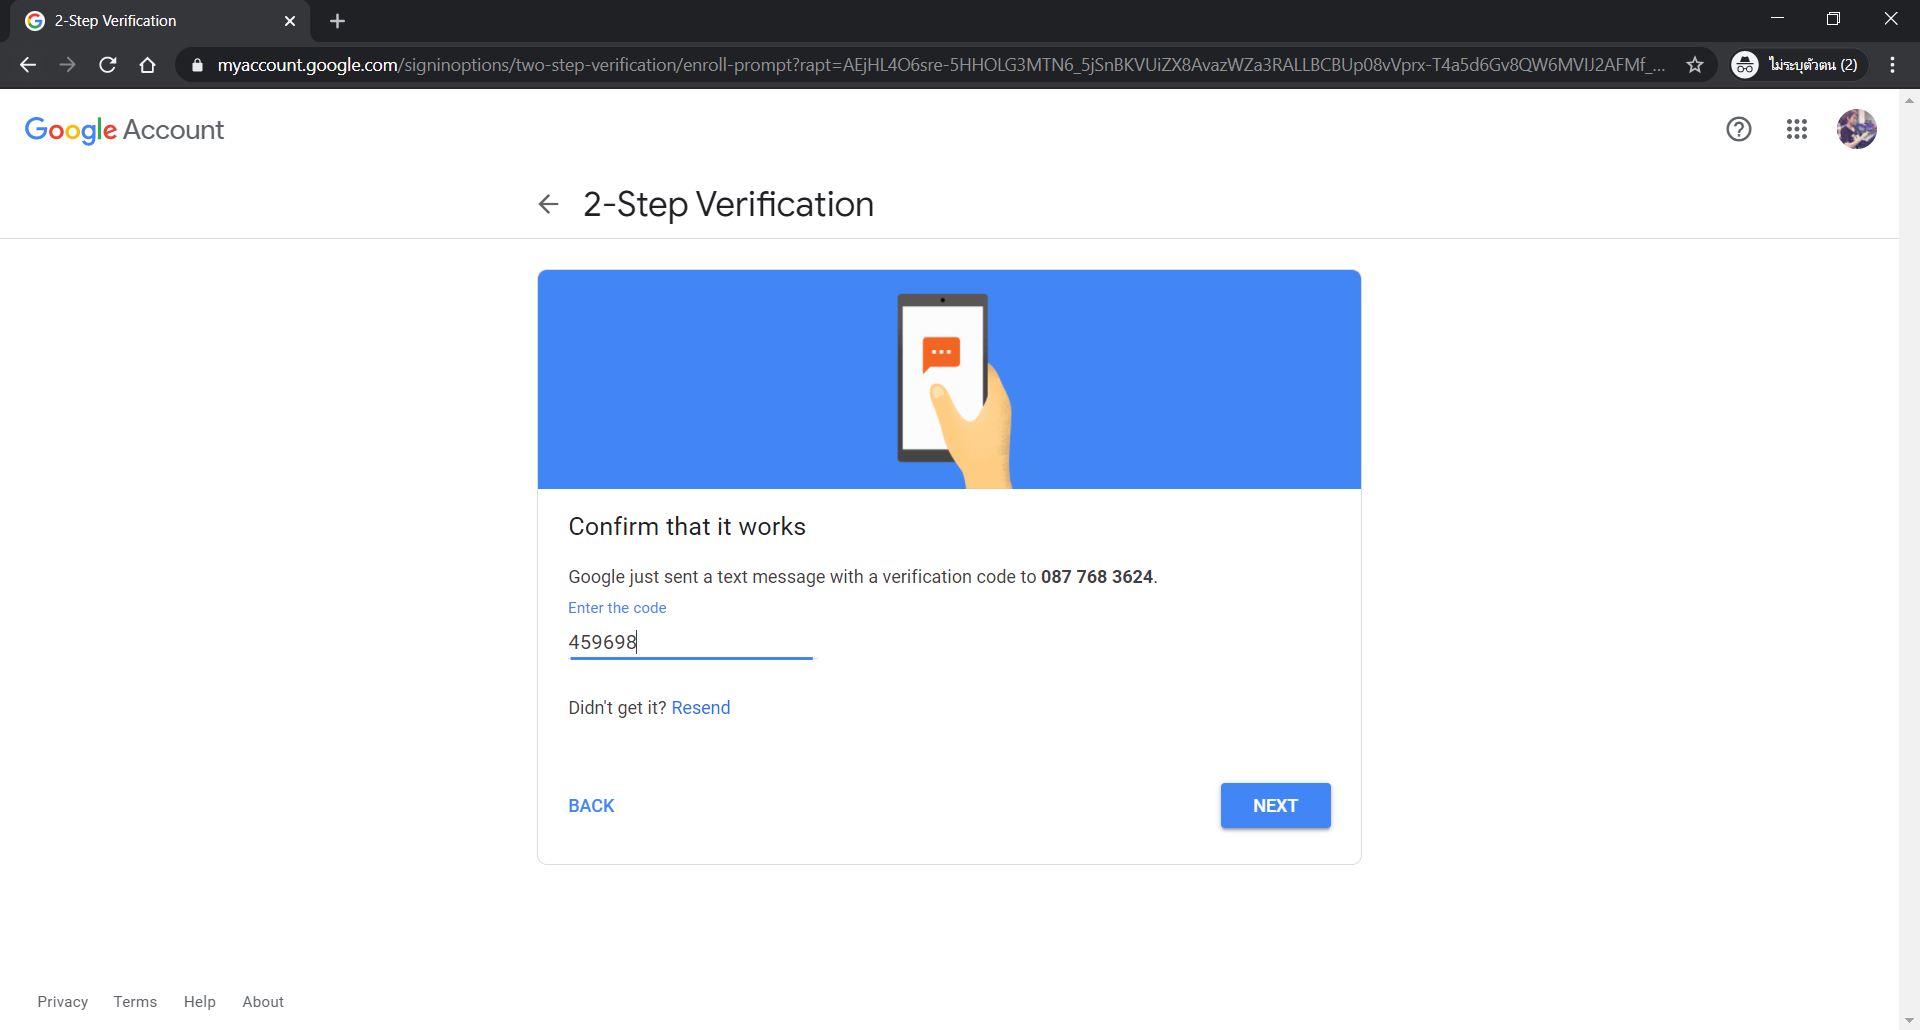 2-Step Verification
myaccount.google.com/signinoptions/two-step-verification/enroll-prompt?rapt=AEjHL4O6sre-5HHOLG3MTN6_5jSnBKVUiZX8AvazWZa3RALLBCBUp08vVprx-T4a5d6Gv8QW6MVIJ2AFMf_...
ไม่ระบุตัวตน (2)
Google Account
2-Step Verification
Confirm that it works
Google just sent a text message with a verification code to 087 768 3624.
Enter the code
459698
Didn't get it? Resend
BACK
NEXT
Privacy Terms Help About